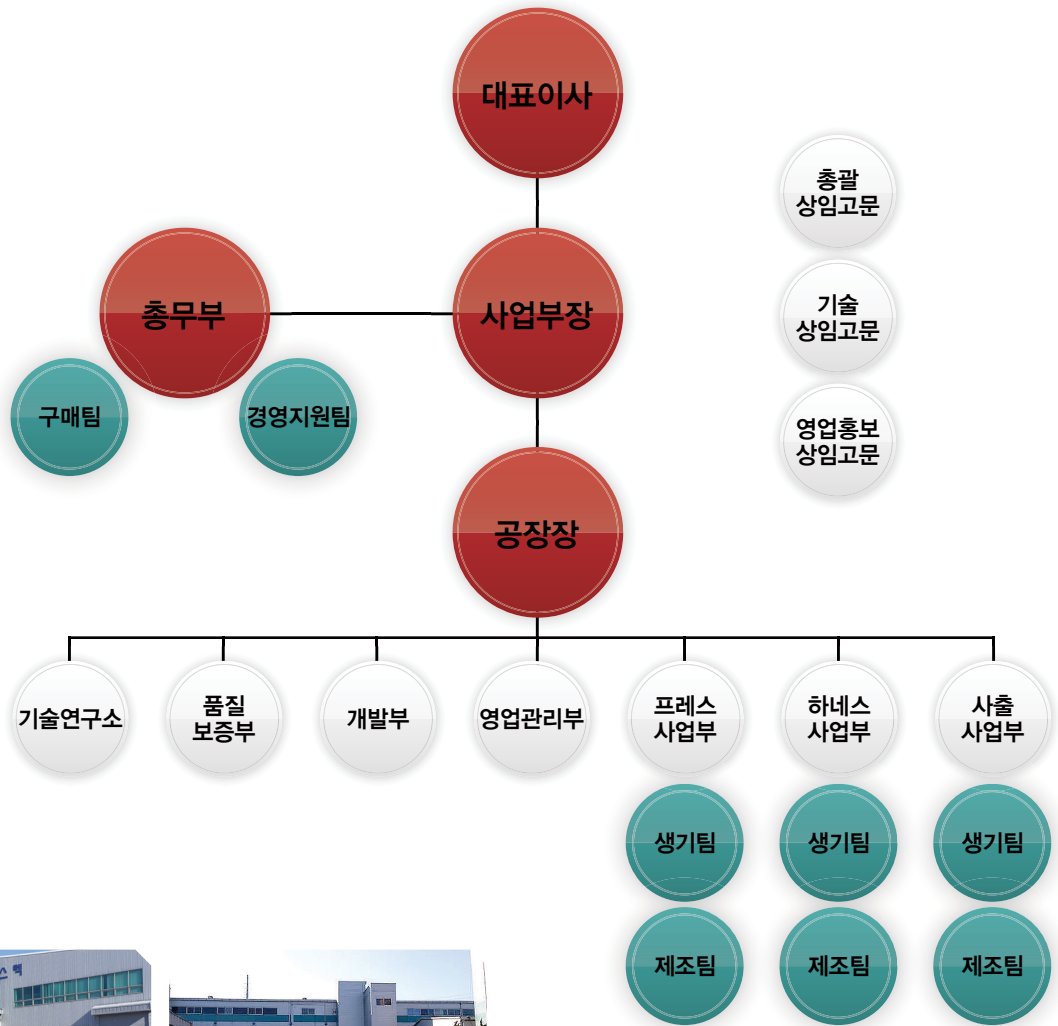 대표이사
총괄
상임고문
총무부
사업부장
기술
상임고문
구매팀
경영지원팀
영업홍보
상임고문
공장장
기술연구소
품질
보증부
개발부
영업관리부
프레스
사업부
하네스
사업부
사출
사업부
생기팀
생기팀
생기팀
제조팀
제조팀
제조팀